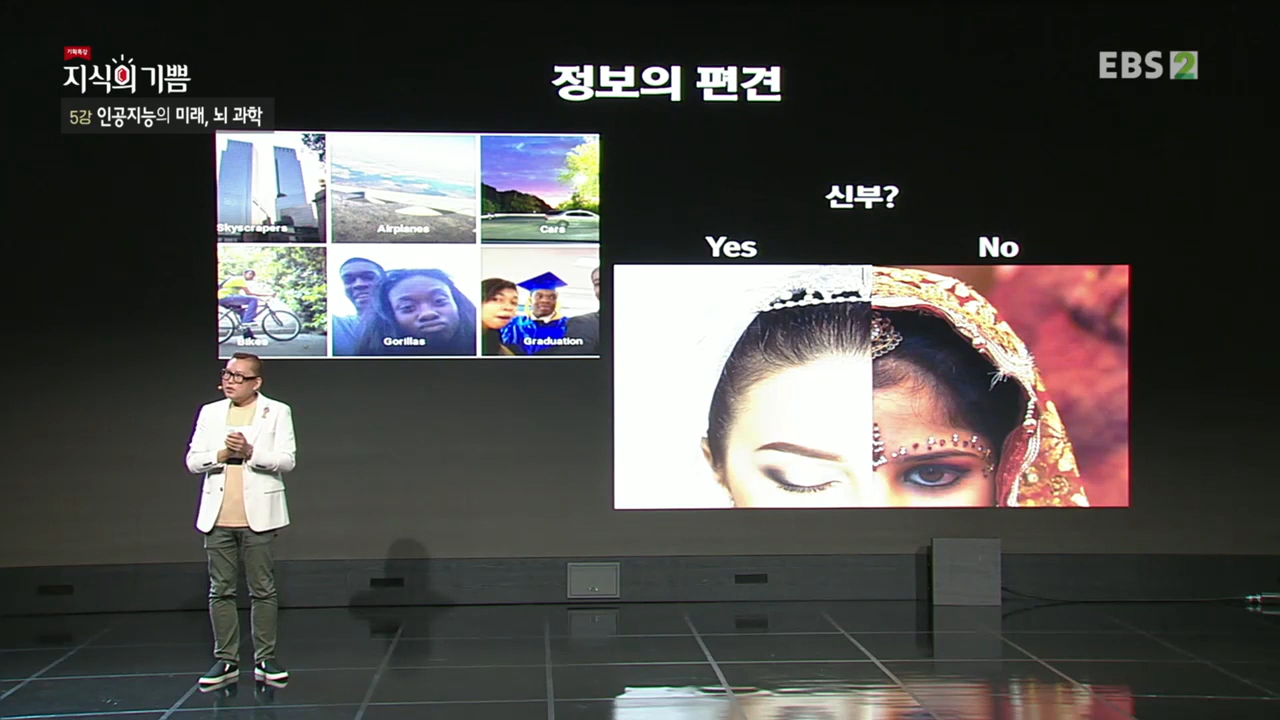 기획특강
지식의 기쁨
5강 인공지능의 미래, 뇌 과학
EBS 2
정보의 편견
Skyscrapers
Airplanes
Cars
Bikes
Gorillas
Graduation
신부?
Yes
No